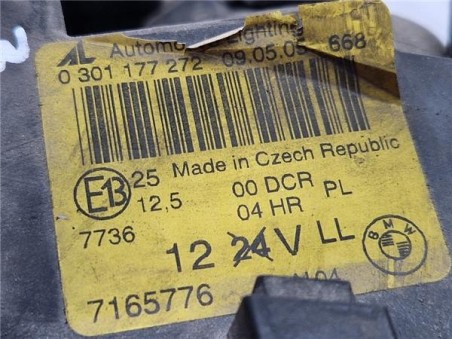 AL Automotive Lighting
0 301 177 272 09.05.05 668
Made in Czech Republic
E13 25 00 DCR PL
12,5 04 HR
7736
12 24 V LL
BMW
7165776